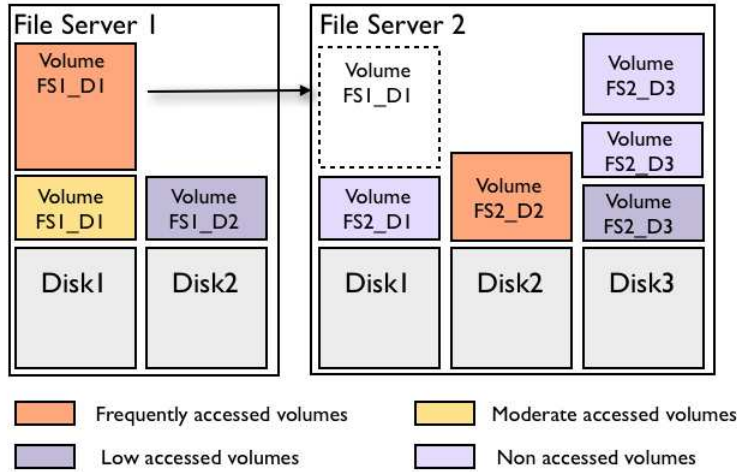 File Server 1
Volume
FS1_D1
Volume
FS1_D1
Volume
FS1_D2
Disk1
Disk2
File Server 2
Volume
FS1_D1
Volume
FS2_D1
Volume
FS2_D2
Volume
FS2_D3
Volume
FS2_D3
Volume
FS2_D3
Disk1
Disk2
Disk3
Frequently accessed volumes
Moderate accessed volumes
Low accessed volumes
Non accessed volumes